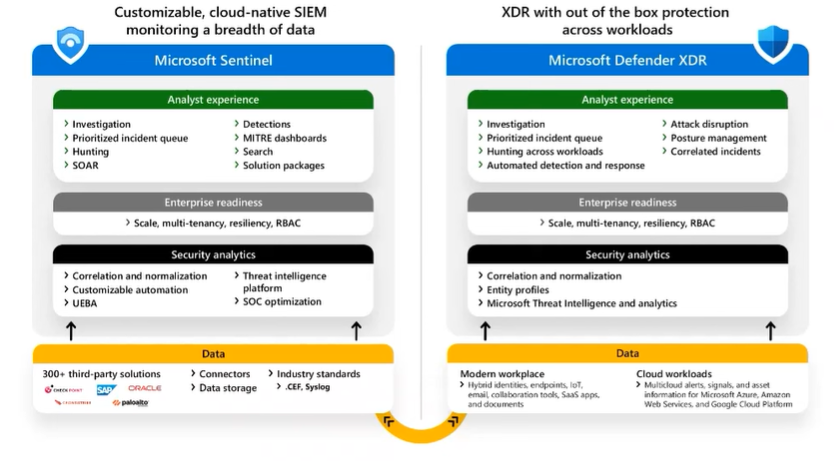 Customizable, cloud-native SIEM
monitoring a breadth of data
Microsoft Sentinel
Analyst experience
Investigation
Prioritized incident queue
Hunting
SOAR
Detections
MITRE dashboards
Search
Solution packages
Enterprise readiness
Scale, multi-tenancy, resiliency, RBAC
Security analytics
Correlation and normalization
Customizable automation
UEBA
Threat intelligence
platform
SOC optimization
Data
300+ third-party solutions
CHECK POINT
SAP
ORACLE
paloalto
Connectors
Data storage
Industry standards
.CEF, Syslog
XDR with out of the box protection
across workloads
Microsoft Defender XDR
Analyst experience
Investigation
Prioritized incident queue
Hunting across workloads
Automated detection and response
Attack disruption
Posture management
Correlated incidents
Enterprise readiness
Scale, multi-tenancy, resiliency, RBAC
Security analytics
Correlation and normalization
Entity profiles
Microsoft Threat Intelligence and analytics
Data
Modern workplace
Hybrid identities, endpoints, IoT,
email, collaboration tools, SaaS apps,
and documents
Cloud workloads
Multicloud alerts, signals, and asset
information for Microsoft Azure, Amazon
Web Services, and Google Cloud Platform